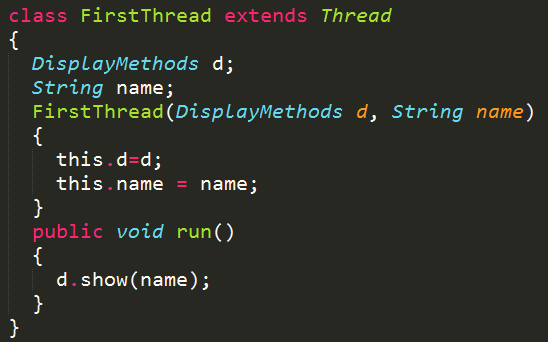 class FirstThread extends Thread
{
  DisplayMethods d;
  String name;
  FirstThread(DisplayMethods d, String name)
  {
    this.d=d;
    this.name = name;
  }
  public void run()
  {
    d.show(name);
  }
}